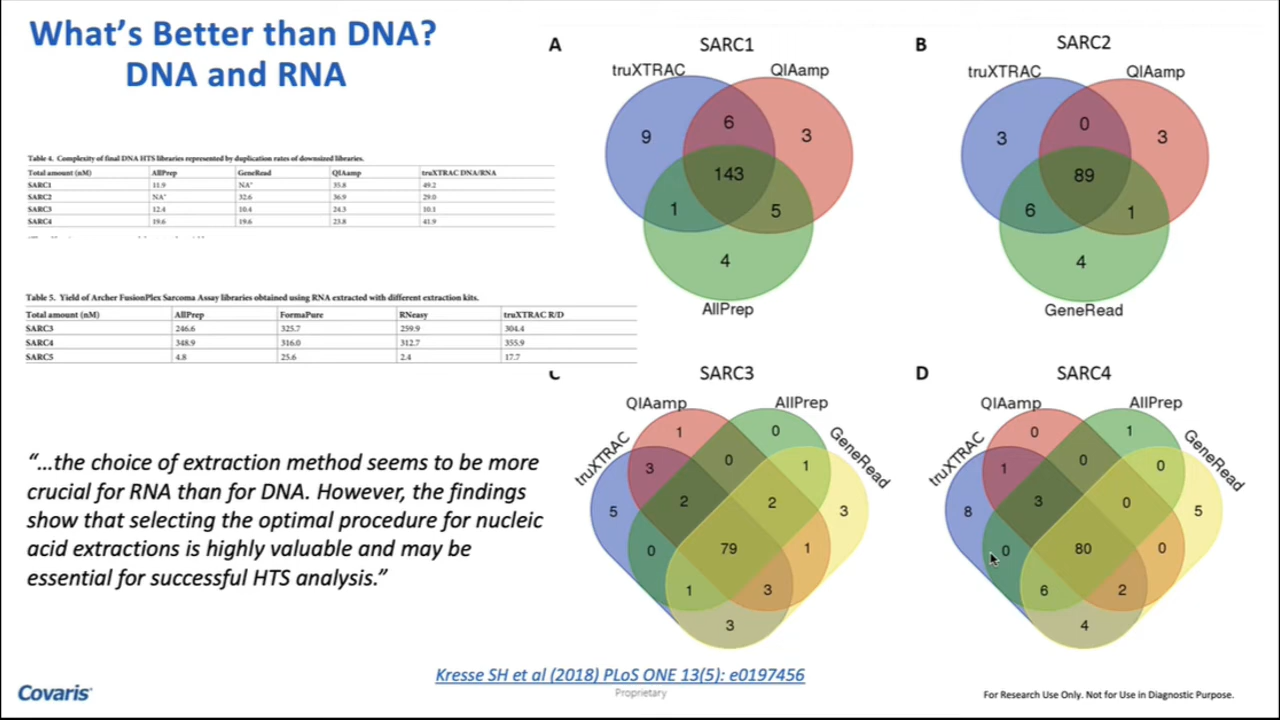 What's Better than DNA?
DNA and RNA
Table 4. Complexity of final DNA HTS libraries represented by duplication rates of downsized libraries.
Total amount (nM) AllPrep GeneRead QIAamp truXTRAC DNA/RNA
SARC1 11.9 NA* 35.8 49.2
SARC2 NA* 32.6 36.9 29.0
SARC3 12.4 10.4 24.3 10.1
SARC4 19.6 19.6 23.8 41.9
Table 5. Yield of Archer FusionPlex Sarcoma Assay libraries obtained using RNA extracted with different extraction kits.
Total amount (nM) AllPrep FormaPure RNeasy truXTRAC R/D
SARC3 246.6 325.7 259.9 304.4
SARC4 348.9 316.0 312.7 355.9
SARC5 4.8 25.6 2.4 17.7
"...the choice of extraction method seems to be more
crucial for RNA than for DNA. However, the findings
show that selecting the optimal procedure for nucleic
acid extractions is highly valuable and may be
essential for successful HTS analysis."
A SARC1
truXTRAC QIAamp
9 6 3
143
1 5
4
AllPrep
B SARC2
truXTRAC QIAamp
3 0 3
89
6 1
4
GeneRead
SARC3
QIAamp AllPrep
truXTRAC GeneRead
1 0
3 0 1
5 2 2 3
0 79 1
1 3
3
D SARC4
QIAamp AllPrep
truXTRAC GeneRead
0 1
1 0 0
8 3 0 5
0 80 0
6 2
4
Kresse SH et al (2018) PLoS ONE 13(5): e0197456
Covaris
Proprietary
For Research Use Only. Not for Use in Diagnostic Purpose.